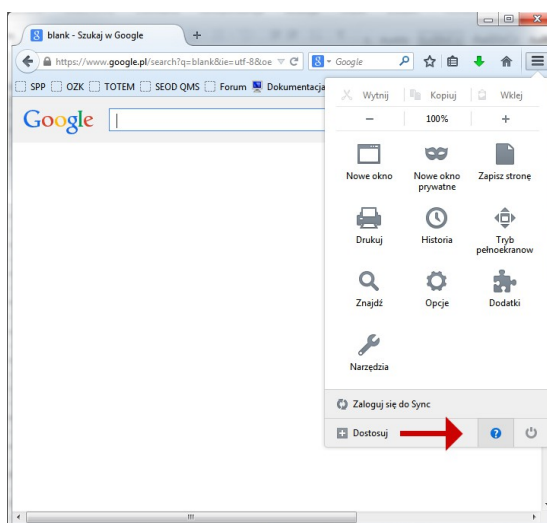 blank - Szukaj w Google
https://www.google.pl/search?q=blank&ie=utf-8&oe
Google
SPP OZK TOTEM SEOD QMS Forum Dokumentacja
Google
Wytnij Kopiuj Wklej
− 100% +
Nowe okno
Nowe okno
prywatne
Zapisz stronę
Drukuj
Historia
Tryb
pełnoekranow
Znajdź
Opcje
Dodatki
Narzędzia
Zaloguj się do Sync
Dostosuj